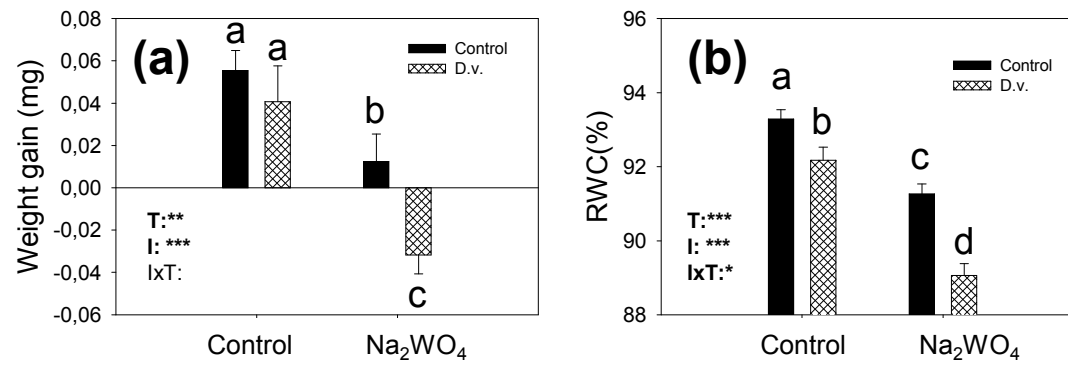 (a)
Weight gain (mg)
0,08
0,06
0,04
0,02
0,00
-0,02
-0,04
-0,06
a
a
b
c
Control
D.v.
T:**
I: ***
IxT:
Control
Na₂WO₄
(b)
RWC(%)
96
94
92
90
88
a
b
c
d
Control
D.v.
T:***
I: ***
IxT:*
Control
Na₂WO₄